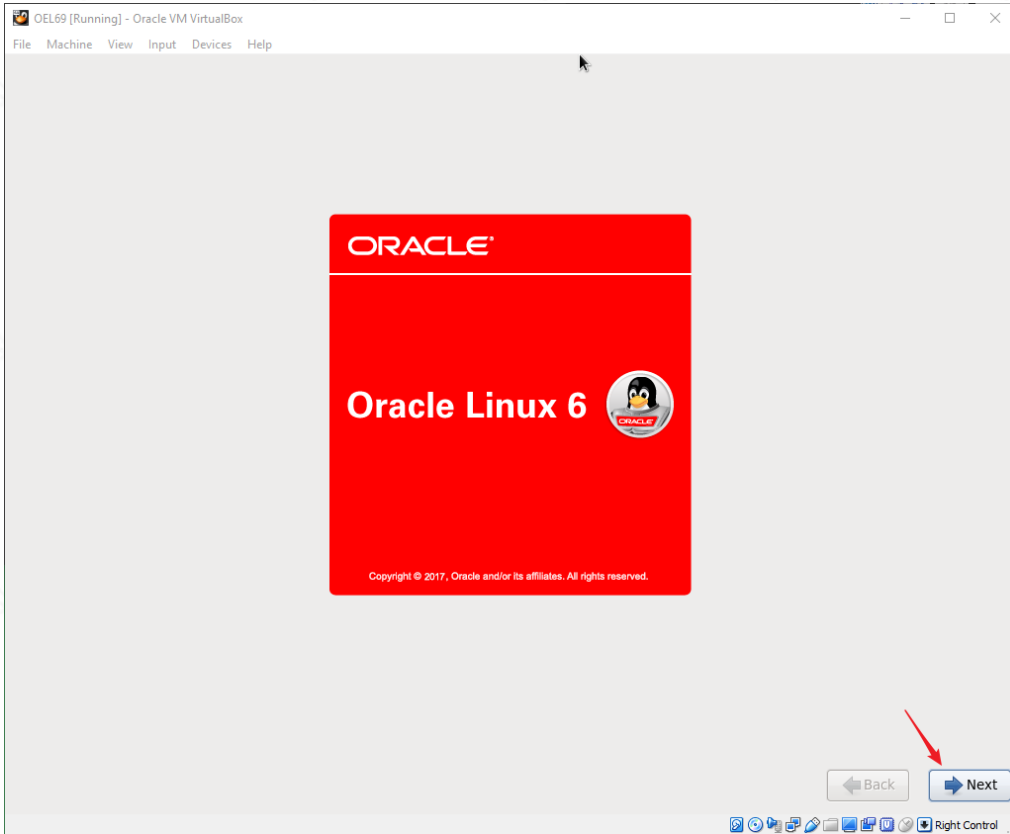 OEL69 [Running] - Oracle VM VirtualBox
File Machine View Input Devices Help
ORACLE®
Oracle Linux 6
ORACLE
Copyright © 2017, Oracle and/or its affiliates. All rights reserved.
Back
Next
Right Control